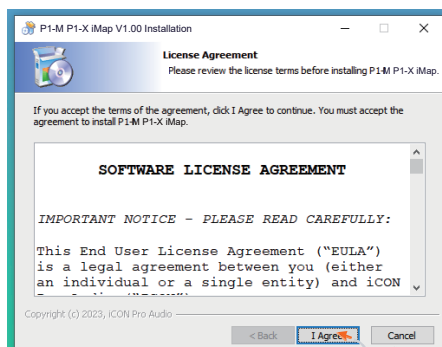 P1-M P1-X iMap V1.00 Installation
License Agreement
Please review the license terms before installing P1-M P1-X iMap.
If you accept the terms of the agreement, click I Agree to continue. You must accept the
agreement to install P1-M P1-X iMap.
SOFTWARE LICENSE AGREEMENT
IMPORTANT NOTICE – PLEASE READ CAREFULLY:
This End User License Agreement (“EULA”)
is a legal agreement between you (either
an individual or a single entity) and iCON
Copyright (c) 2023, iCON Pro Audio
< Back
I Agree
Cancel